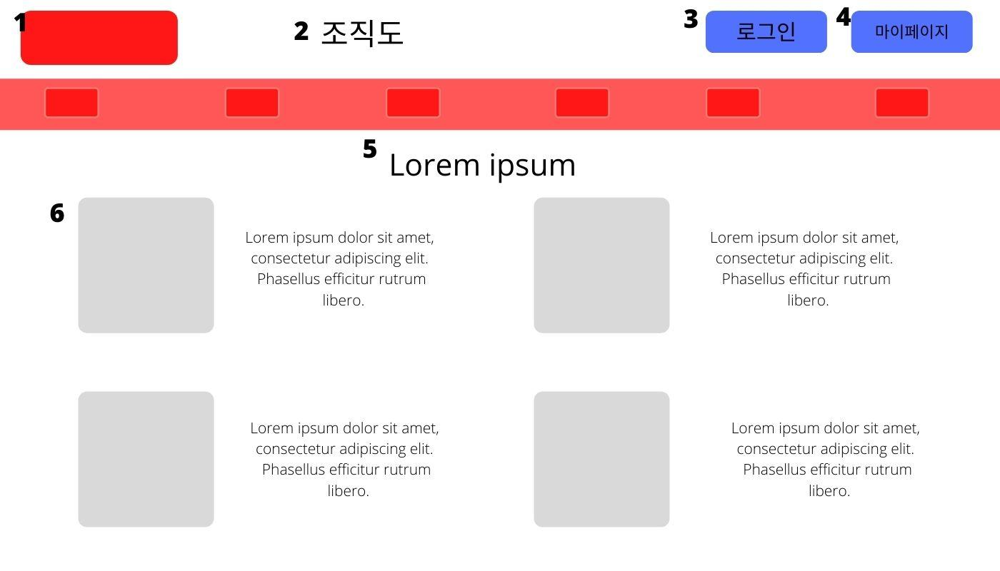 1
2 조직도
3 로그인
4 마이페이지
5 Lorem ipsum
6
Lorem ipsum dolor sit amet,
consectetur adipiscing elit.
Phasellus efficitur rutrum
libero.
Lorem ipsum dolor sit amet,
consectetur adipiscing elit.
Phasellus efficitur rutrum
libero.
Lorem ipsum dolor sit amet,
consectetur adipiscing elit.
Phasellus efficitur rutrum
libero.
Lorem ipsum dolor sit amet,
consectetur adipiscing elit.
Phasellus efficitur rutrum
libero.